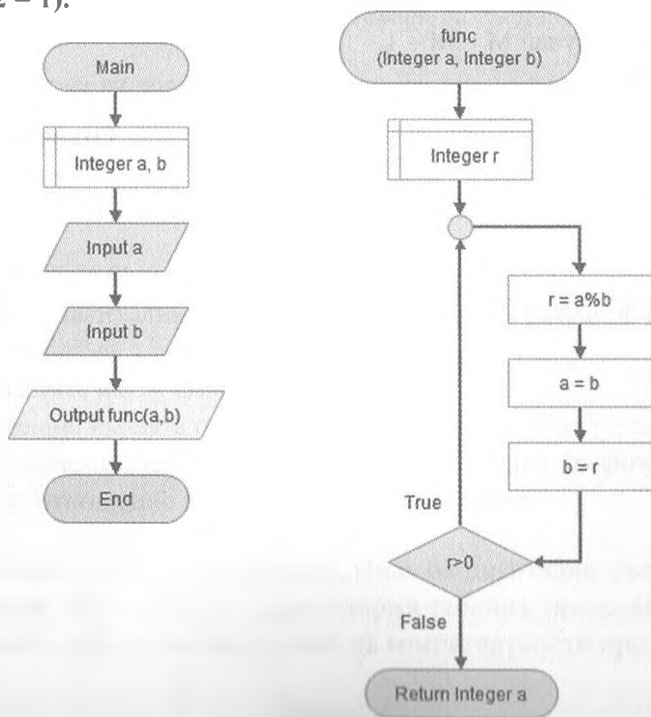 Main
Integer a, b
Input a
Input b
Output func(a,b)
End
func
(Integer a, Integer b)
Integer r
r = a%b
a = b
b = r
True
r>0
False
Return Integer a